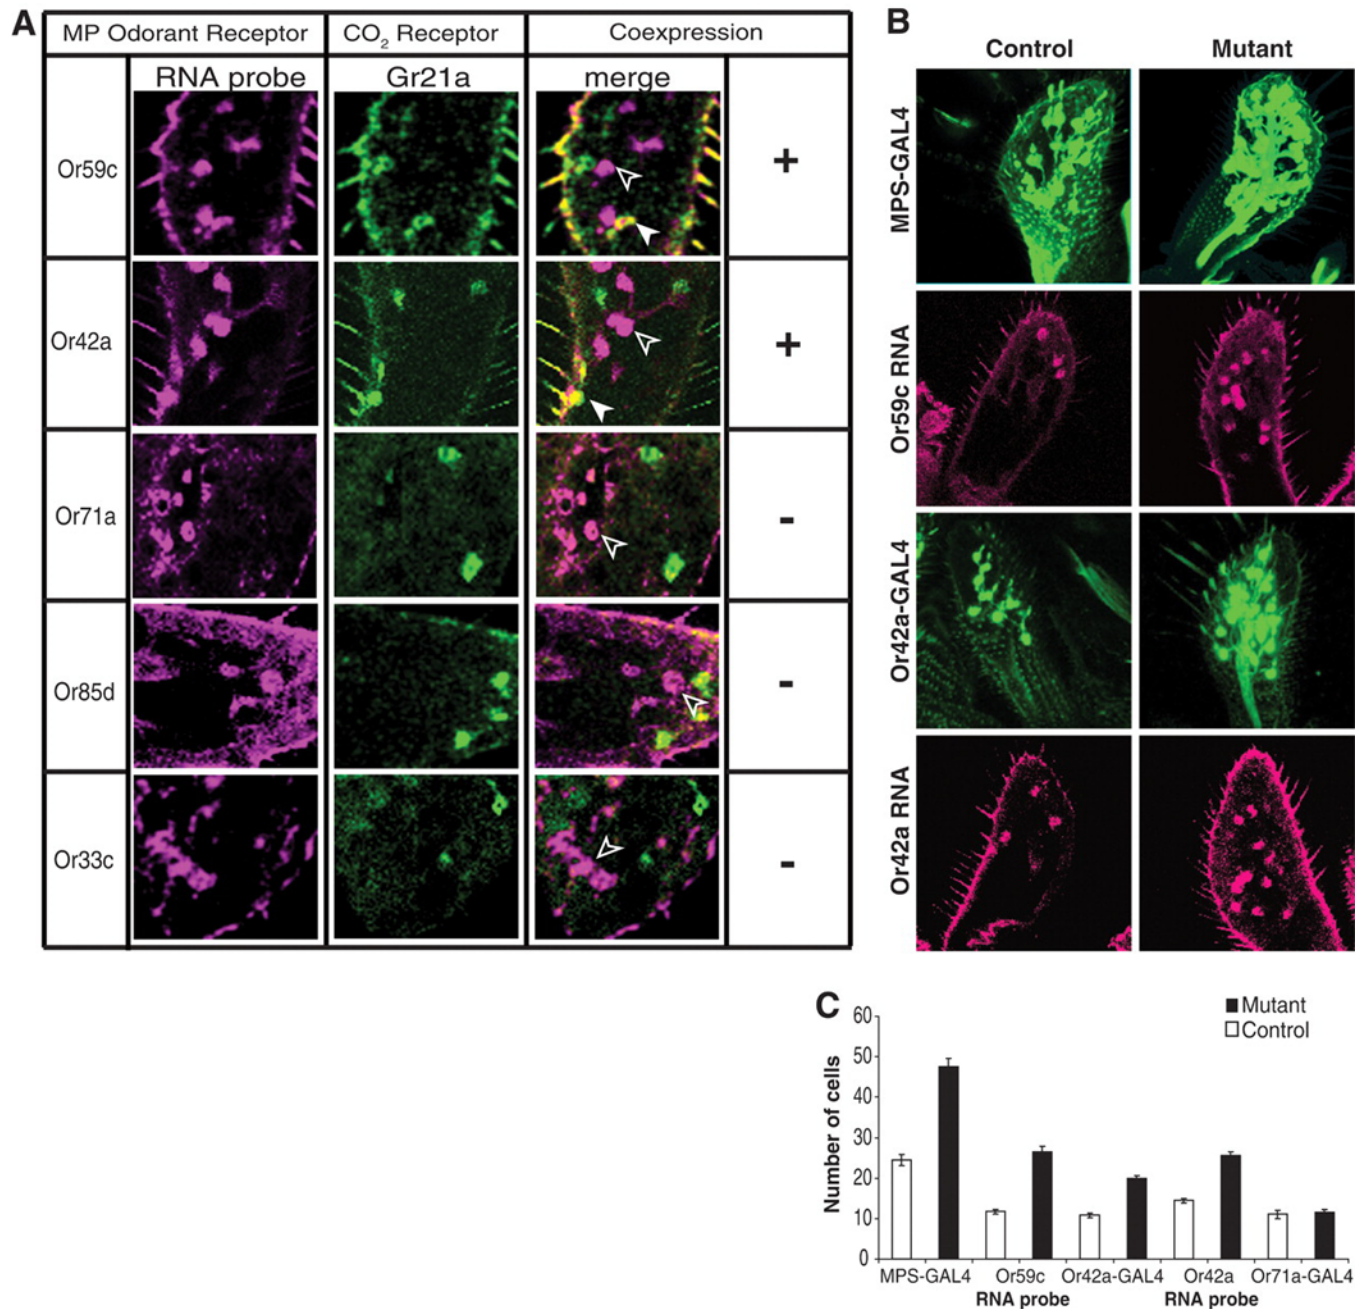 A
MP Odorant Receptor CO2 Receptor Coexpression
RNA probe Gr21a merge
Or59c +
Or42a +
Or71a -
Or85d -
Or33c -
B
Control Mutant
MPS-GAL4
Or59c RNA
Or42a-GAL4
Or42a RNA
C
Mutant
Control
Number of cells
60
50
40
30
20
10
0
MPS-GAL4 Or59c Or42a-GAL4 Or42a Or71a-GAL4
RNA probe RNA probe